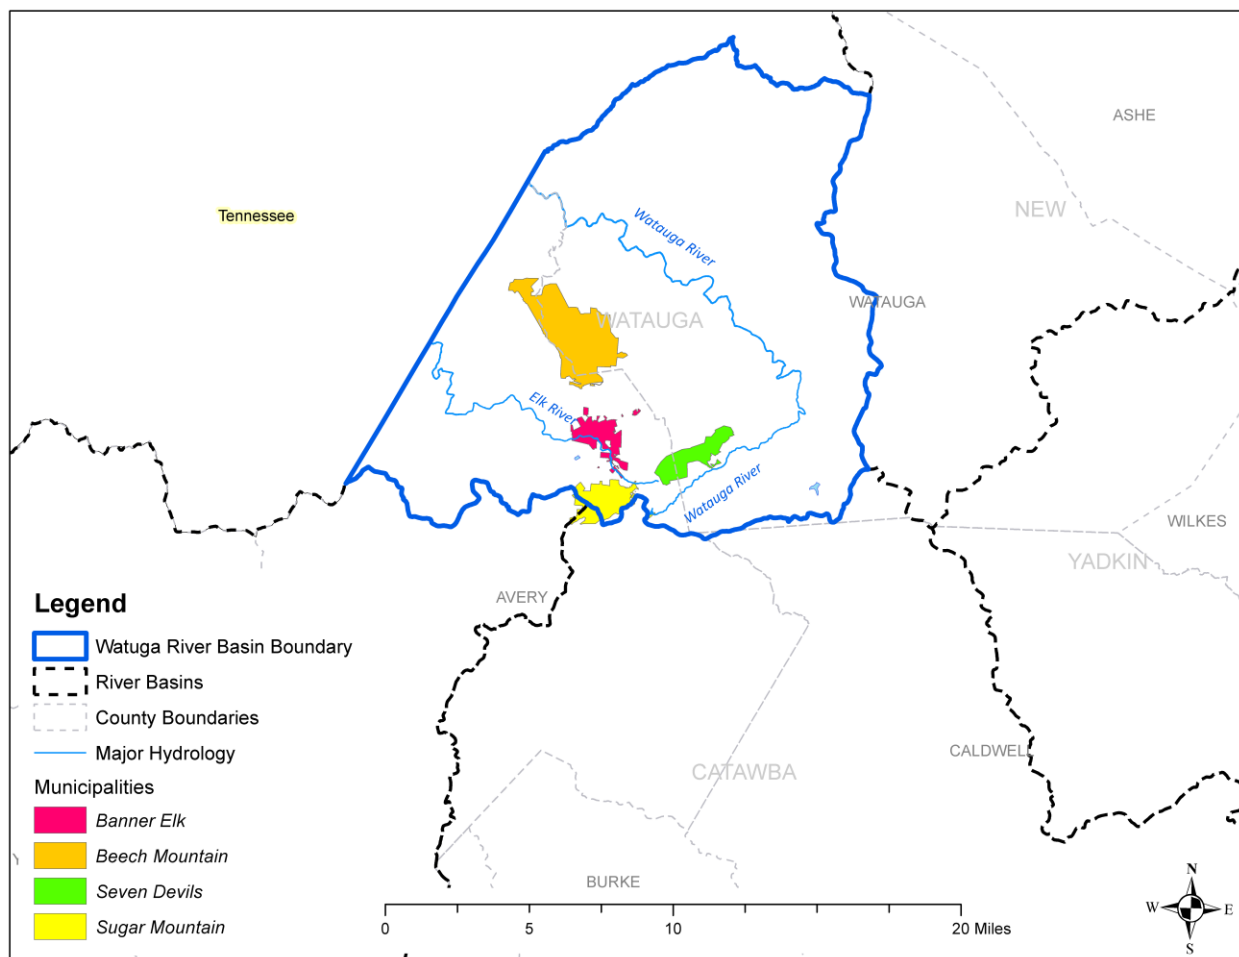 ASHE
Tennessee
NEW
Watauga River
WATAUGA
WATAUGA
Elk River
Watauga River
WILKES
YADKIN
AVERY
CALDWELL
CATAWBA
BURKE
Legend
Watuga River Basin Boundary
River Basins
County Boundaries
Major Hydrology
Municipalities
Banner Elk
Beech Mountain
Seven Devils
Sugar Mountain
0 5 10 20 Miles
N
W E
S